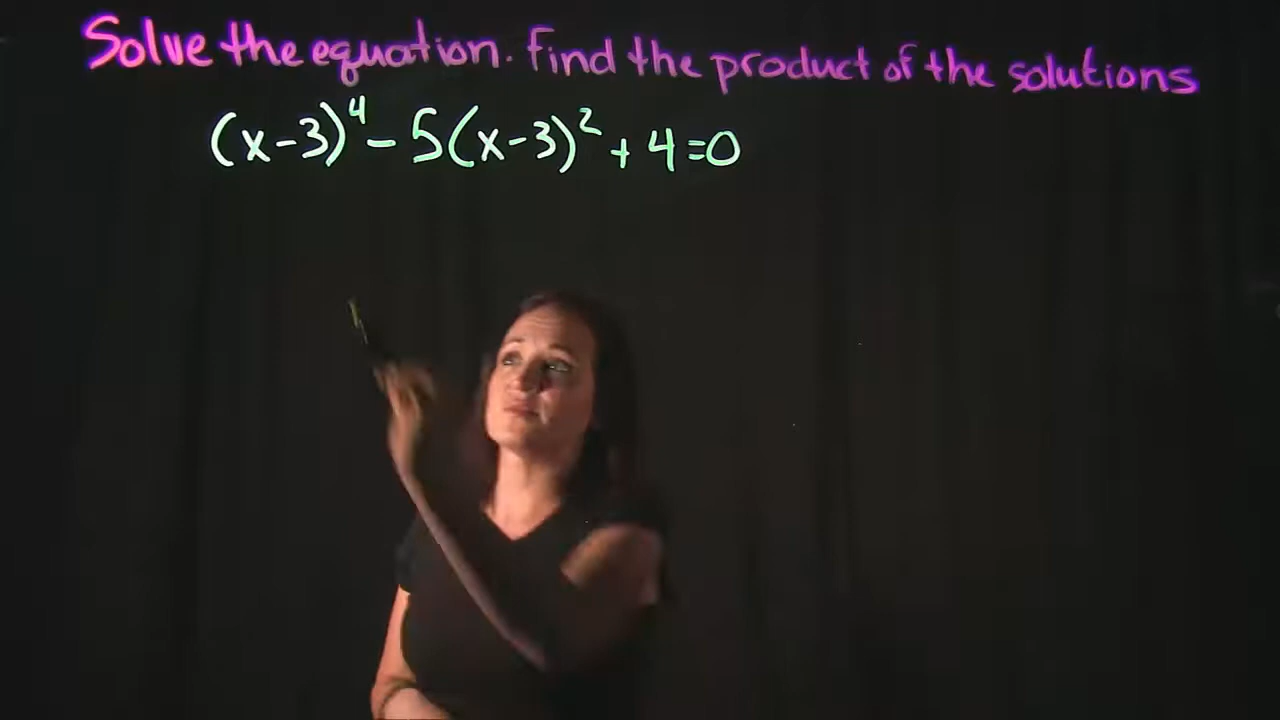 Solve the equation. Find the product of the solutions
(x-3)⁴ - 5(x-3)² + 4 = 0